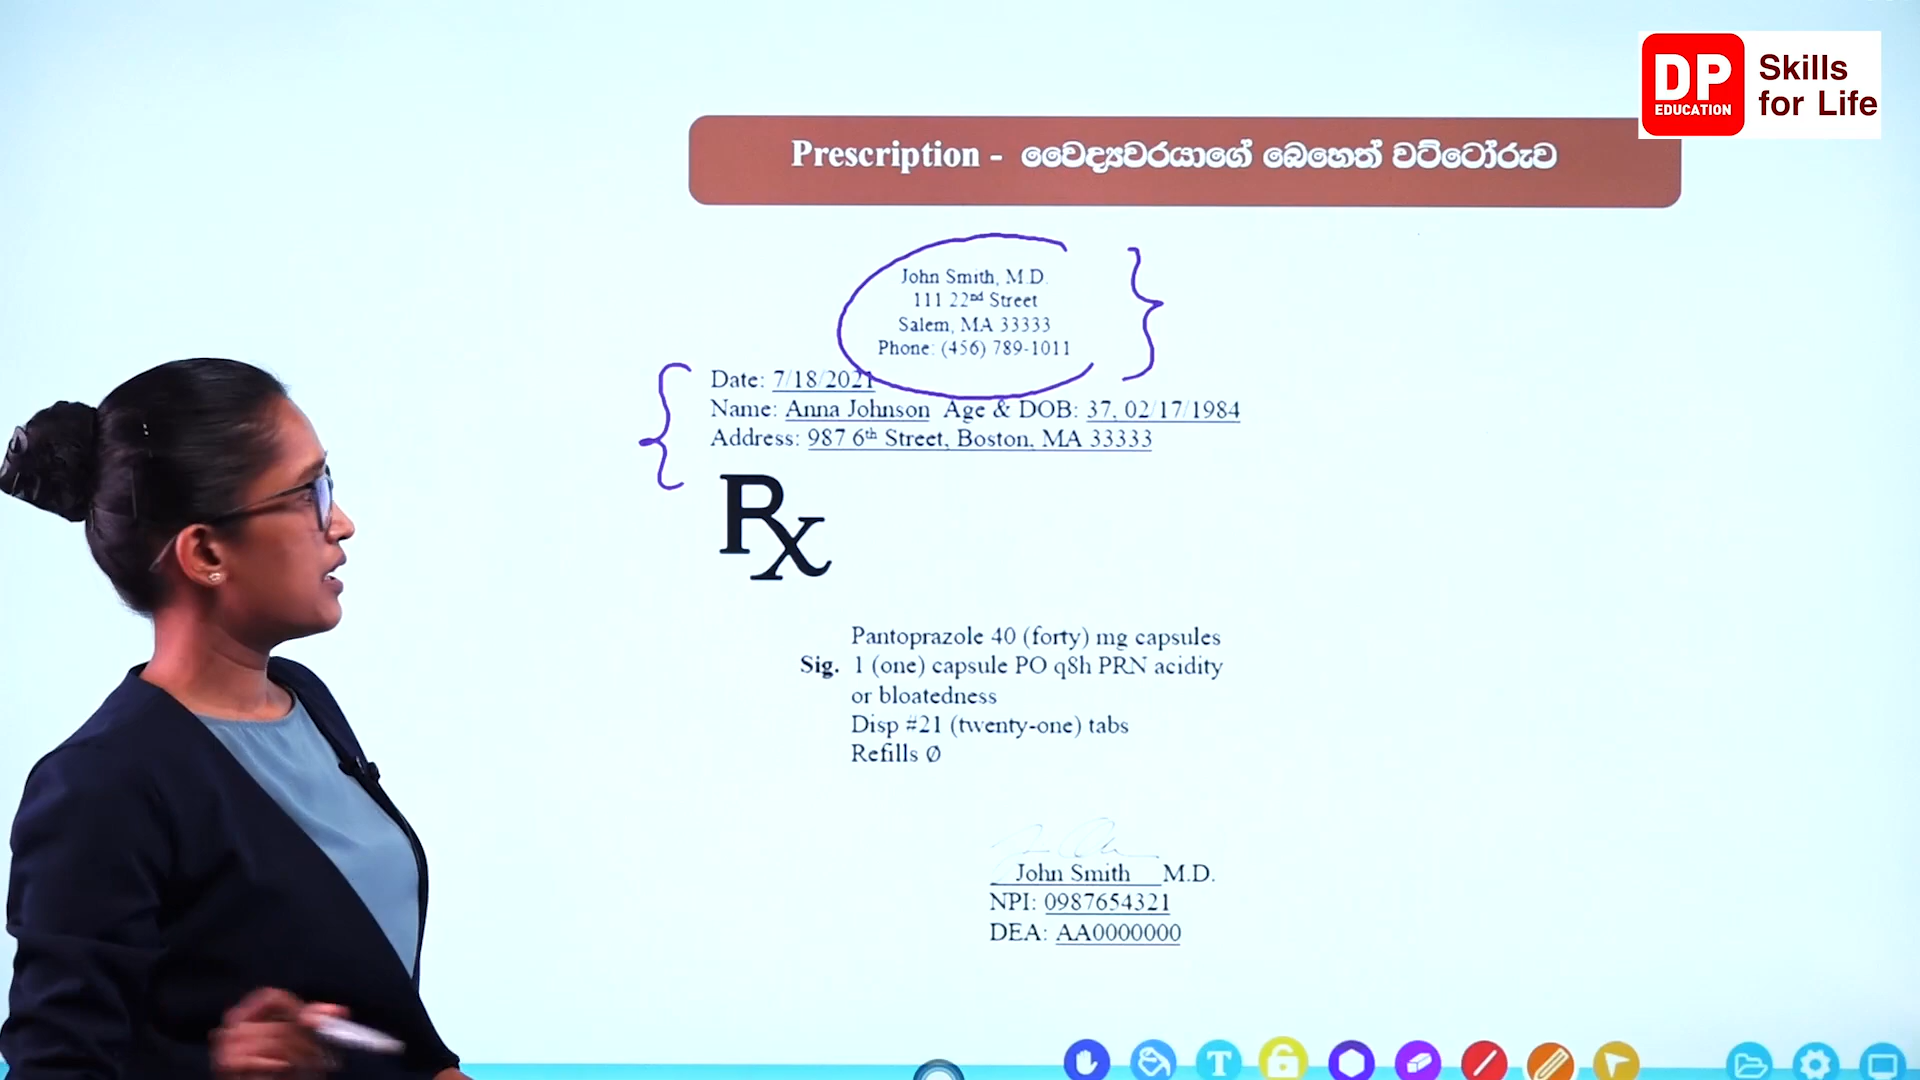 DP
EDUCATION
Skills
for Life
Prescription - වෛද්‍යවරයාගේ බෙහෙත් වට්ටෝරුව
John Smith, M.D.
111 22nd Street
Salem, MA 33333
Phone: (456) 789-1011
Date: 7/18/2021
Name: Anna Johnson Age & DOB: 37, 02/17/1984
Address: 987 6th Street, Boston, MA 33333
Rx
Pantoprazole 40 (forty) mg capsules
Sig. 1 (one) capsule PO q8h PRN acidity
or bloatedness
Disp #21 (twenty-one) tabs
Refills Ø
John Smith M.D.
NPI: 0987654321
DEA: AA0000000
T